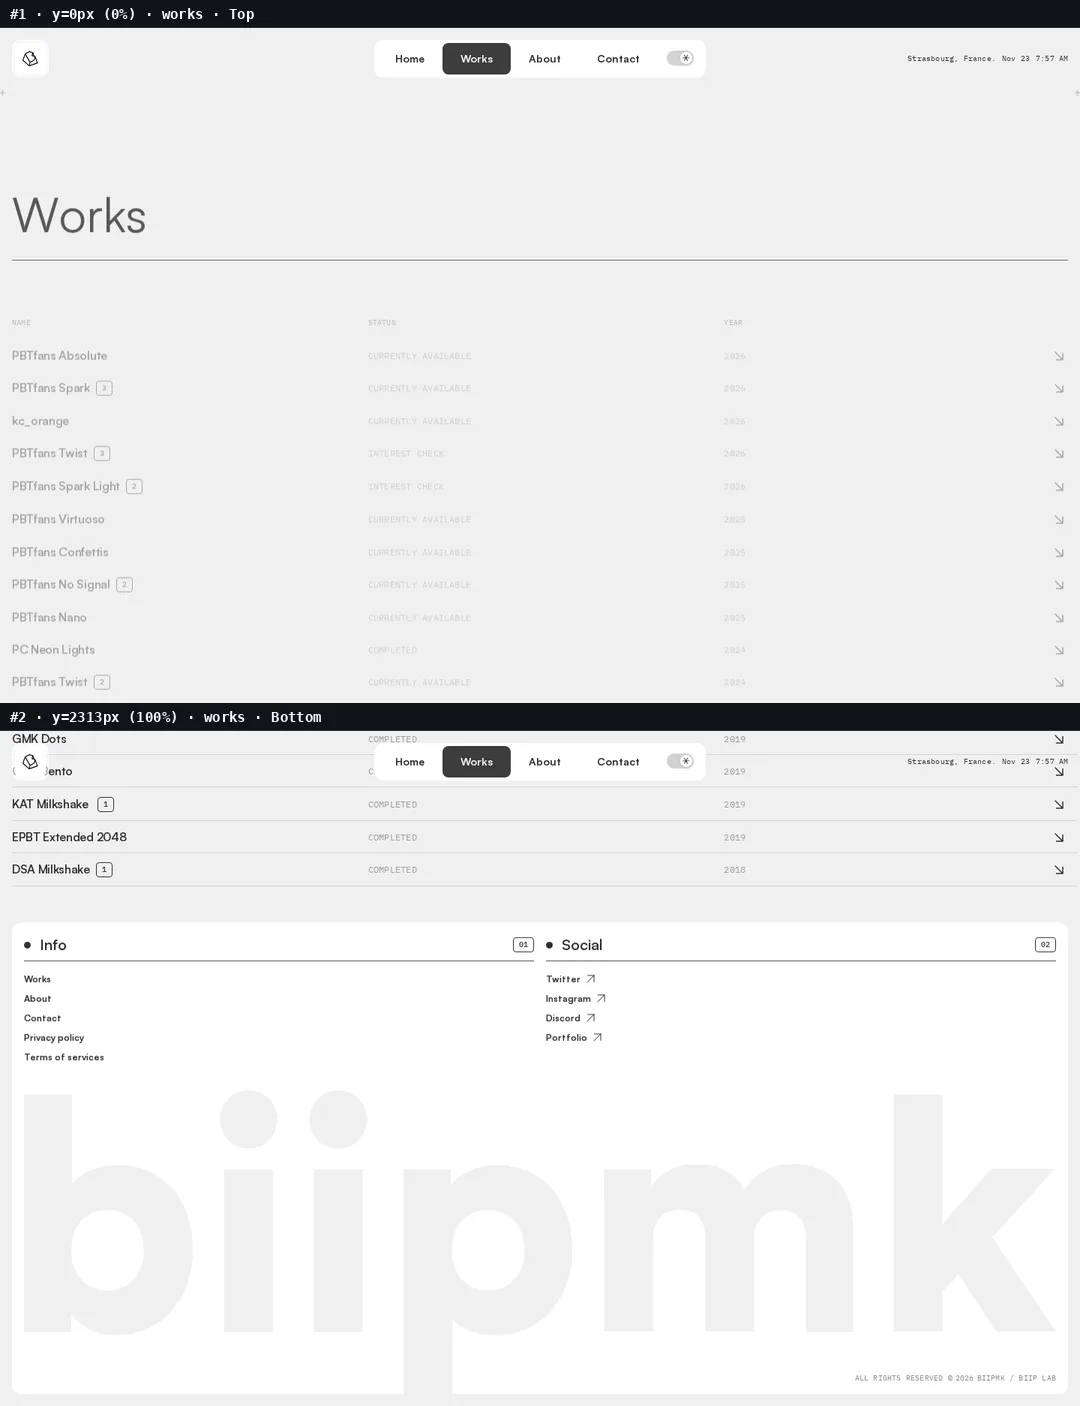 #1 · y=0px (0%) · works · Top
Home Works About Contact
Strasbourg, France. Nov 23 7:57 AM
Works
NAME STATUS YEAR
PBTfans Absolute CURRENTLY AVAILABLE 2026
PBTfans Spark 3 CURRENTLY AVAILABLE 2026
kc_orange CURRENTLY AVAILABLE 2026
PBTfans Twist 3 INTEREST CHECK 2026
PBTfans Spark Light 2 INTEREST CHECK 2026
PBTfans Virtuoso CURRENTLY AVAILABLE 2025
PBTfans Confettis CURRENTLY AVAILABLE 2025
PBTfans No Signal 2 CURRENTLY AVAILABLE 2025
PBTfans Nano CURRENTLY AVAILABLE 2025
PC Neon Lights COMPLETED 2024
PBTfans Twist 2 CURRENTLY AVAILABLE 2024
#2 · y=2313px (100%) · works · Bottom
GMK Dots COMPLETED 2019
Home Works About Contact
Strasbourg, France. Nov 23 7:57 AM
2019
KAT Milkshake 1 COMPLETED 2019
EPBT Extended 2048 COMPLETED 2019
DSA Milkshake 1 COMPLETED 2018
Info 01
Works
About
Contact
Privacy policy
Terms of services
Social 02
Twitter
Instagram
Discord
Portfolio
biipmk
ALL RIGHTS RESERVED © 2026 BIIPMK / BIIP LAB